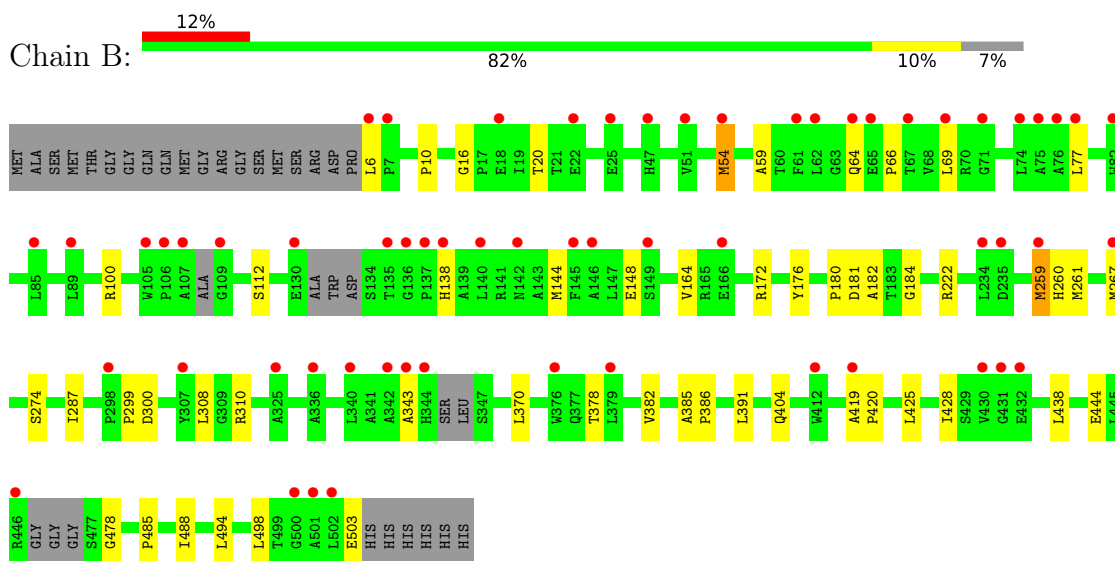 12%
Chain B:
82% 10% 7%
MET ALA SER MET THR GLY GLY GLN GLN MET GLY ARG GLY SER MET SER ARG ASP PRO L6 P7 P10 G16 P17 E18 I19 T20 T21 E22 E25 H47 V51 M54 A59 T60 F61 L62 G63 Q64 E65 P66 T67 V68 L69 R70 G71 L74 A75 A76 L77 W82
L85 L89 R100 W105 P106 A107 ALA G109 S112 E130 ALA TRP ASP S134 T135 G136 P137 H138 A139 L140 R141 N142 A143 M144 F145 A146 L147 E148 S149 V164 R165 E166 R172 Y176 P180 D181 A182 T183 G184 R222 L234 D235 M259 H260 M261 M267
S274 I287 P298 P299 D300 Y307 L308 G309 R310 A325 A336 L340 A341 A342 A343 H344 SER LEU S347 L370 W376 Q377 T378 L379 V382 A385 P386 L391 Q404 W412 A419 P420 L425 I428 S429 V430 G431 E432 L438 E444 L445
R446 GLY GLY GLY S477 G478 P485 I488 L494 L498 T499 G500 A501 L502 E503 HIS HIS HIS HIS HIS HIS